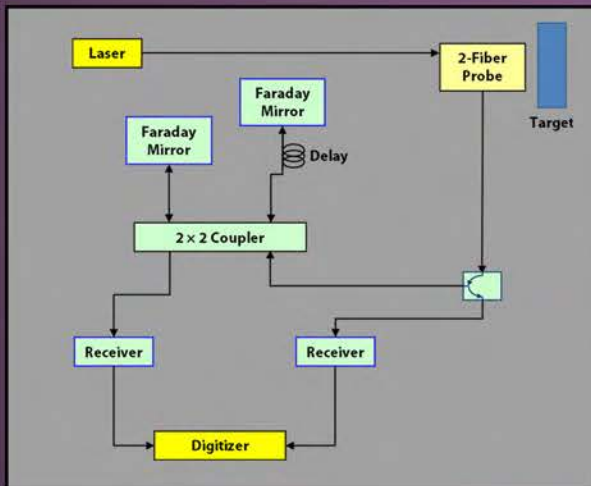 Laser
2-Fiber
Probe
Target
Faraday
Mirror
Faraday
Mirror
Delay
2 × 2 Coupler
Receiver
Receiver
Digitizer